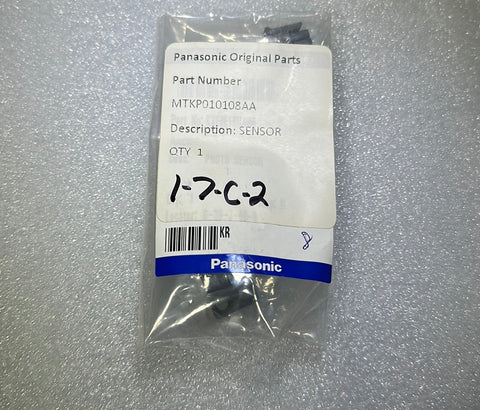 Panasonic Original Parts
Part Number
MTKP010108AA
Description: SENSOR
QTY 1
1-7-C-2
KR
8
Panasonic